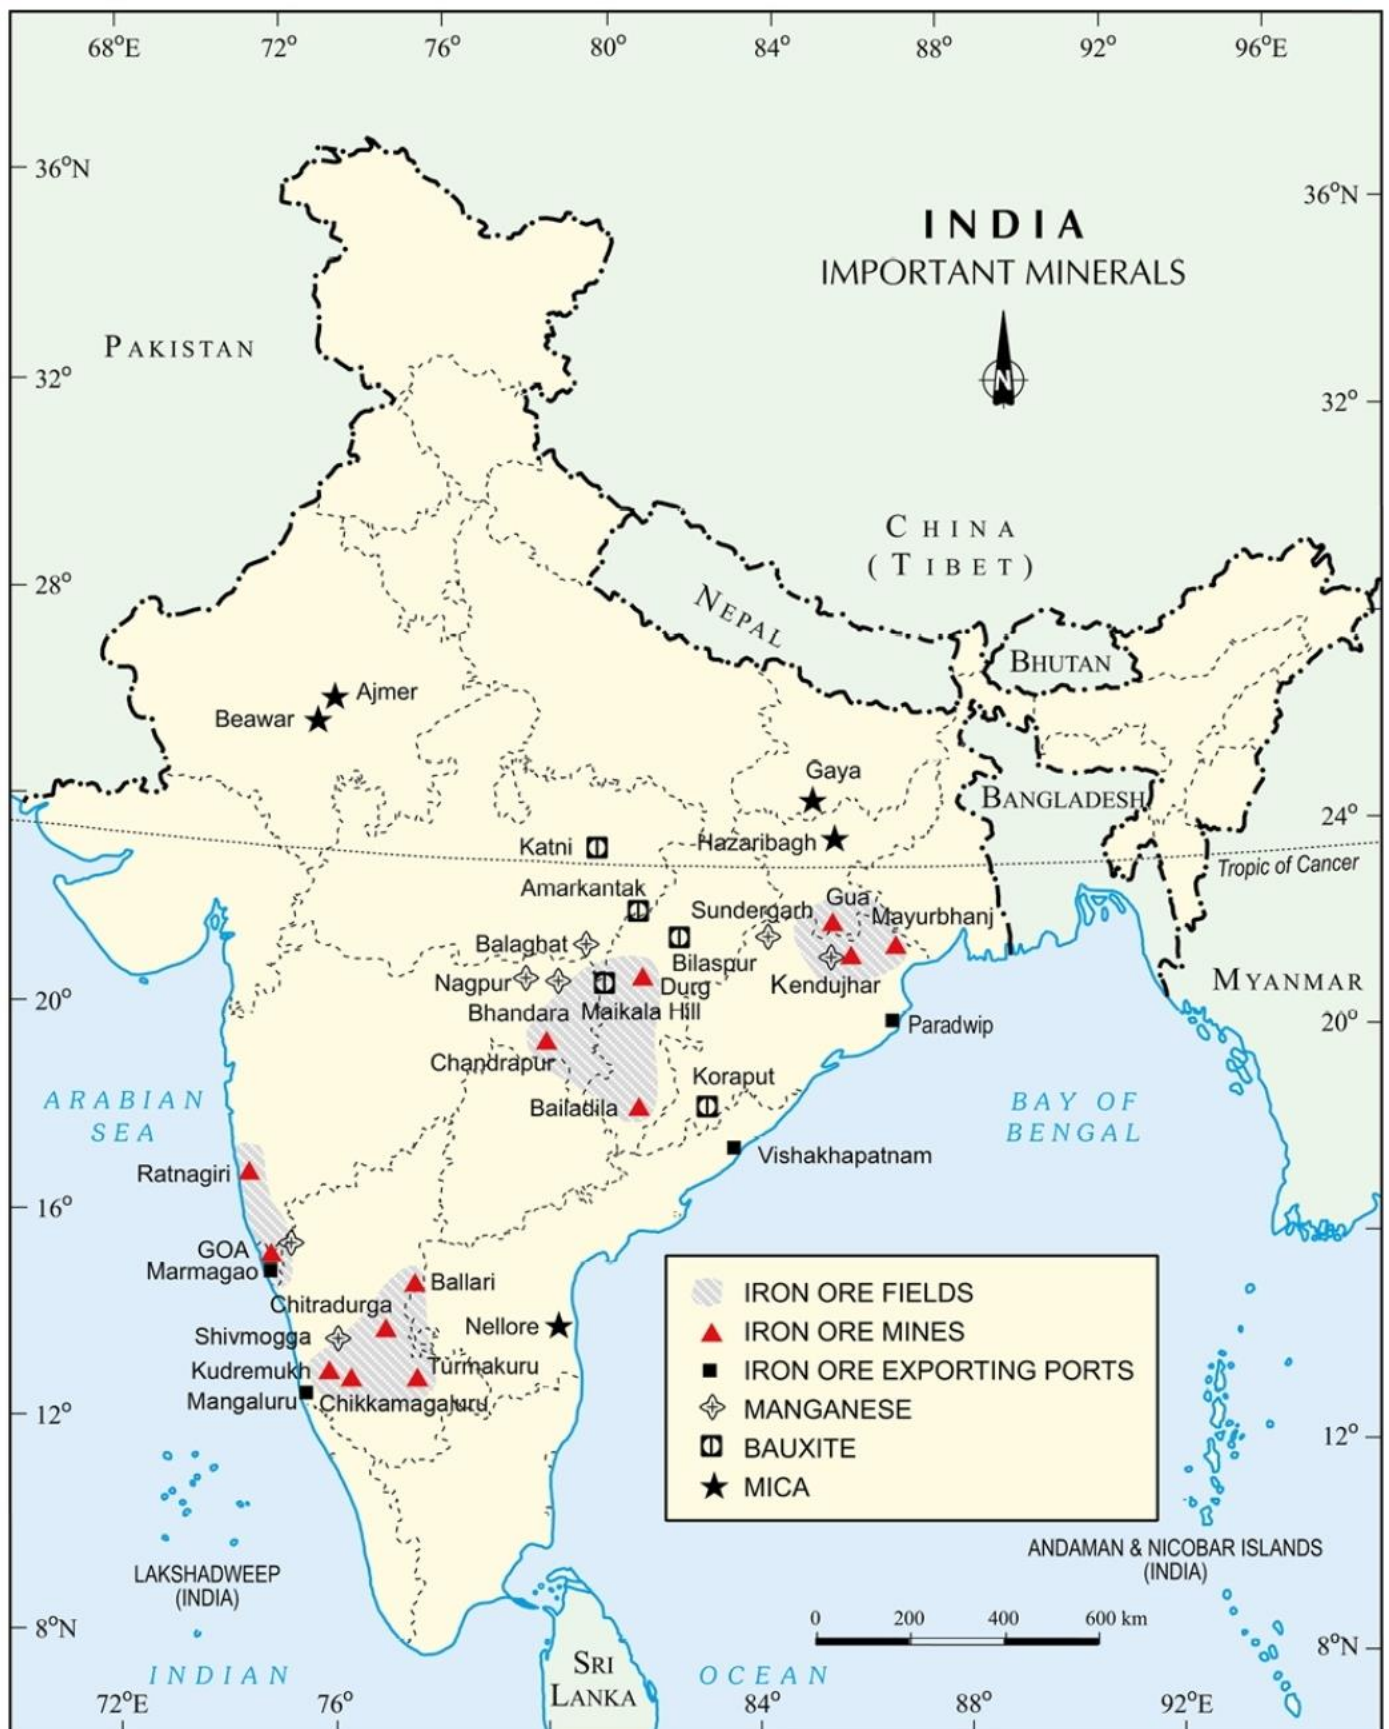 68°E 72° 76° 80° 84° 88° 92° 96°E
36°N
36°N
INDIA
IMPORTANT MINERALS
N
PAKISTAN
32°
32°
CHINA
(TIBET)
28°
NEPAL
BHUTAN
Ajmer
Beawar
Gaya
BANGLADESH
24°
Katni
Hazaribagh
Tropic of Cancer
Amarkantak
Gua
Sundergarh
Mayurbhanj
Balaghat
Bilaspur
Nagpur
Durg
Kendujhar
MYANMAR
20°
Bhandara
Maikala Hill
20°
Paradwip
Chandrapur
Koraput
ARABIAN
SEA
Bailadila
BAY OF
BENGAL
Vishakhapatnam
Ratnagiri
16°
GOA
Marmagao
Ballari
Chitradurga
Shivmogga
Nellore
Kudremukh
Turmakuru
Mangaluru
Chikkamagaluru
IRON ORE FIELDS
IRON ORE MINES
IRON ORE EXPORTING PORTS
MANGANESE
BAUXITE
MICA
12°
12°
LAKSHADWEEP
(INDIA)
ANDAMAN & NICOBAR ISLANDS
(INDIA)
0 200 400 600 km
8°N
8°N
SRI
LANKA
INDIAN OCEAN
72°E 76° 84° 88° 92°E